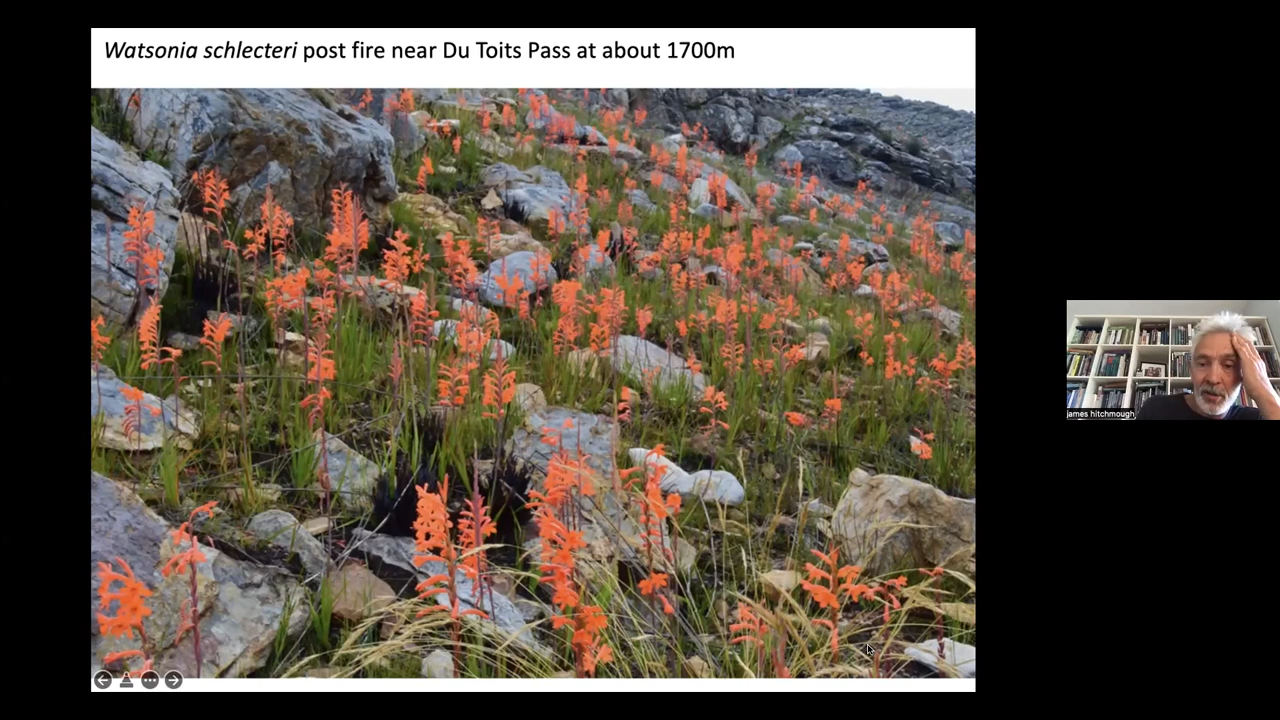 Watsonia schlecteri post fire near Du Toits Pass at about 1700m
james hitchmough